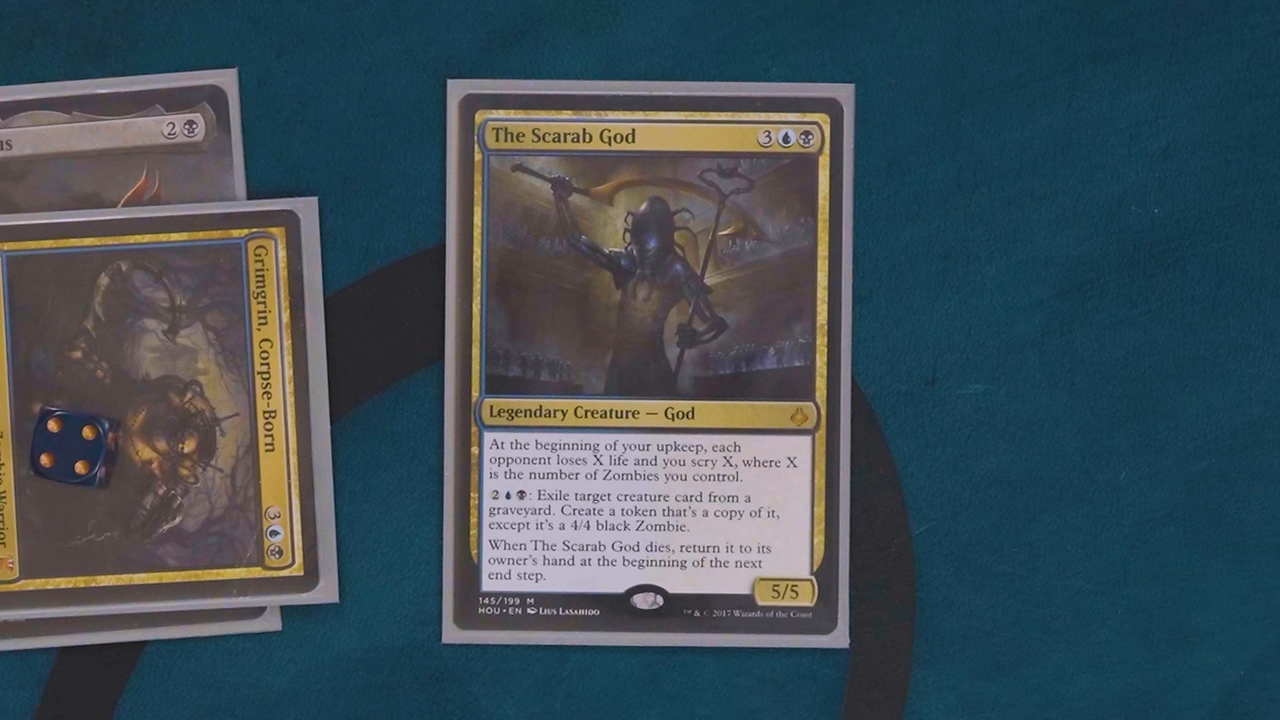 2
The Scarab God 3
Legendary Creature — God
At the beginning of your upkeep, each
opponent loses X life and you scry X, where X
is the number of Zombies you control.
2 : Exile target creature card from a
graveyard. Create a token that's a copy of it,
except it's a 4/4 black Zombie.
When The Scarab God dies, return it to its
owner's hand at the beginning of the next
end step.
5/5
145/199 M
HOU • EN Lius Lasahido
™ & © 2017 Wizards of the Coast
Grimgrin, Corpse-Born 3
Zombie Warrior